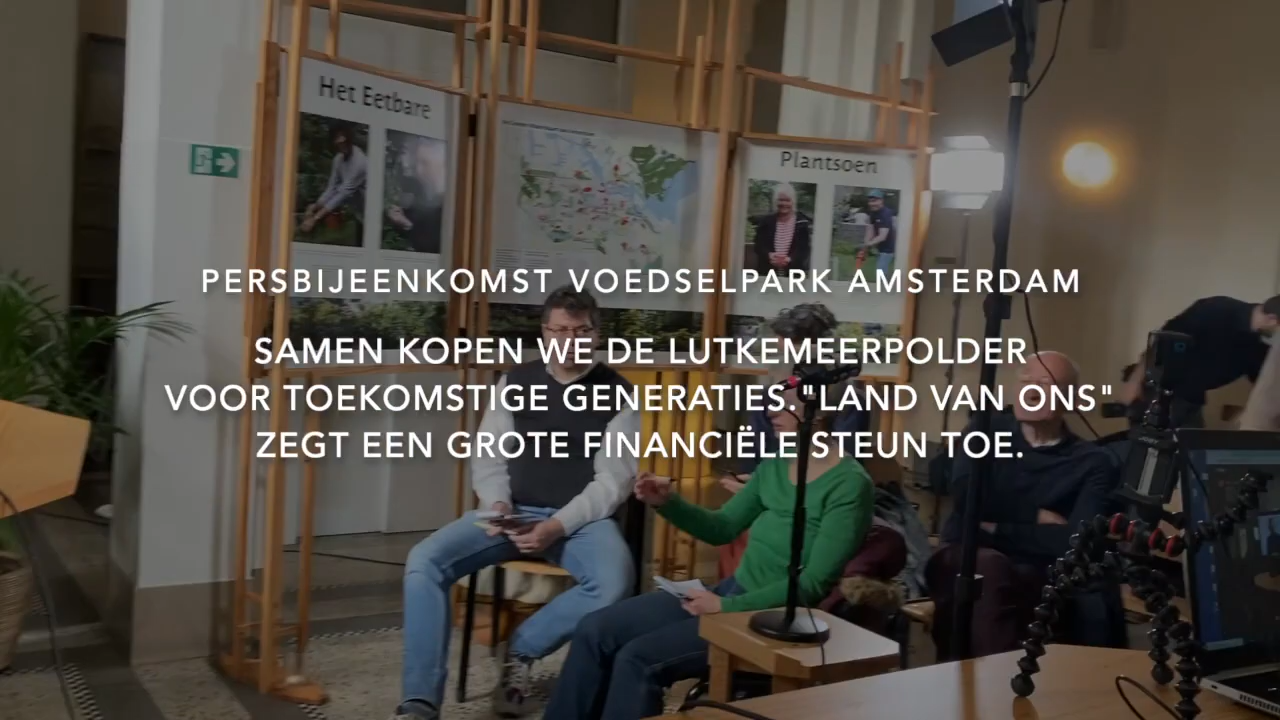 Het Eetbare
Plantsoen
PERSBIJEENKOMST VOEDSELPARK AMSTERDAM
SAMEN KOPEN WE DE LUTKEMEERPOLDER
VOOR TOEKOMSTIGE GENERATIES."LAND VAN ONS"
ZEGT EEN GROTE FINANCIËLE STEUN TOE.